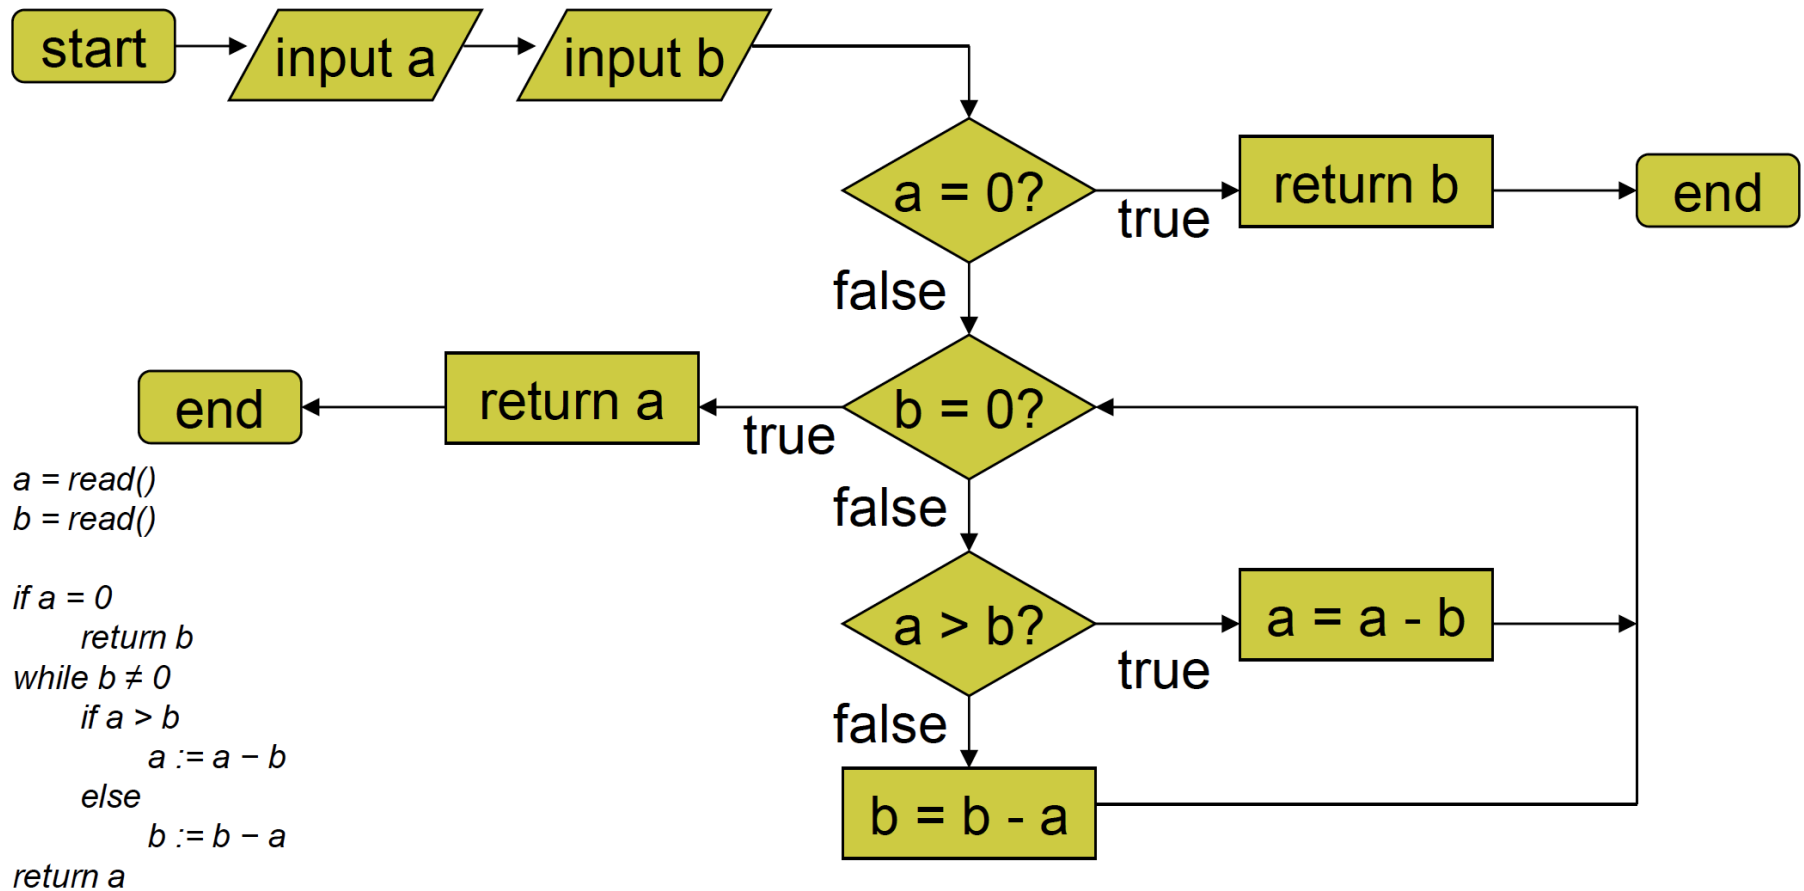 start
input a
input b
a = 0?
true
return b
end
false
b = 0?
true
return a
end
false
a > b?
true
a = a - b
false
b = b - a
a = read()
b = read()
if a = 0
return b
while b ≠ 0
if a > b
a := a − b
else
b := b − a
return a